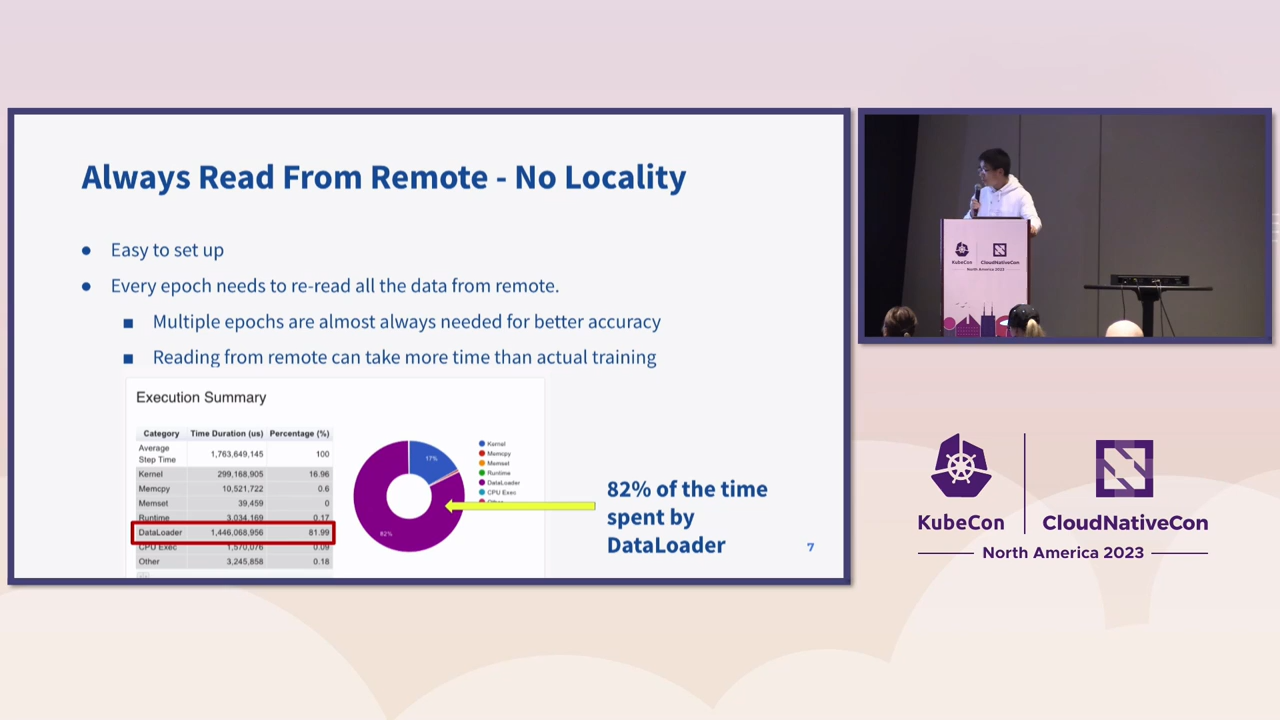 Always Read From Remote - No Locality
● Easy to set up
● Every epoch needs to re-read all the data from remote.
■ Multiple epochs are almost always needed for better accuracy
■ Reading from remote can take more time than actual training
Execution Summary
Category Time Duration (us) Percentage (%)
Average Step Time 1,763,649,145 100
Kernel 299,168,905 16.96
Memcpy 10,521,722 0.6
Memset 39,459 0
Runtime 3,034,169 0.17
DataLoader 1,446,068,956 81.99
CPU Exec 1,570,076 0.09
Other 3,245,858 0.18
17%
82%
Kernel
Memcpy
Memset
Runtime
DataLoader
CPU Exec
Other
82% of the time
spent by
DataLoader
7
KubeCon CloudNativeCon
North America 2023
KubeCon CloudNativeCon
North America 2023